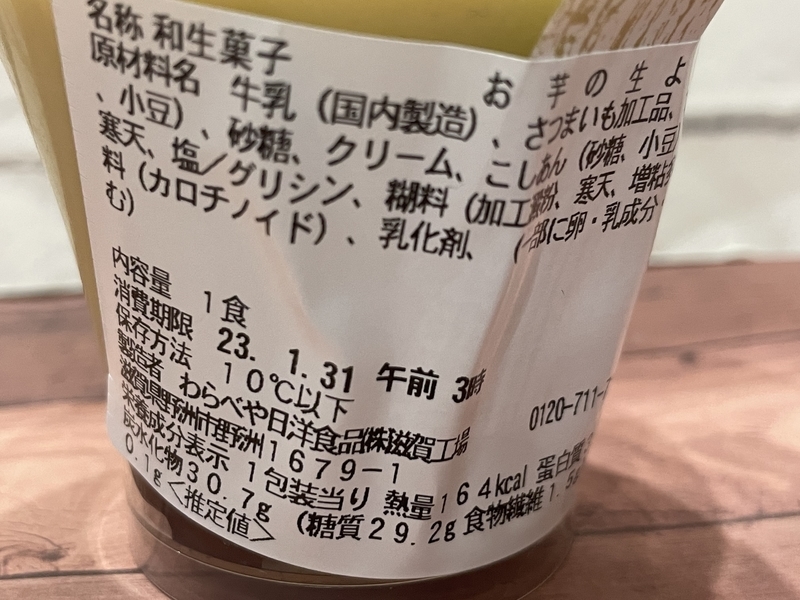 名称 和生菓子
お 芋 の 生 よ
原材料名 牛乳(国内製造)、さつまいも加工品、
、小豆)、砂糖、クリーム、こしあん(砂糖、小豆
寒天、塩/グリシン、糊料(加工澱粉、寒天、増粘多
料(カロチノイド)、乳化剤、(一部に卵・乳成分・
む)
内容量 1食
消費期限 23. 1.31 午前 3時
保存方法 10℃以下
製造者 わらべや日洋食品㈱滋賀工場
滋賀県野洲市野洲1679-1
0120-711-7
栄養成分表示 1包装当り 熱量164kcal 蛋白質
炭水化物30.7g (糖質29.2g 食物繊維1.5g
0.1g<推定値>